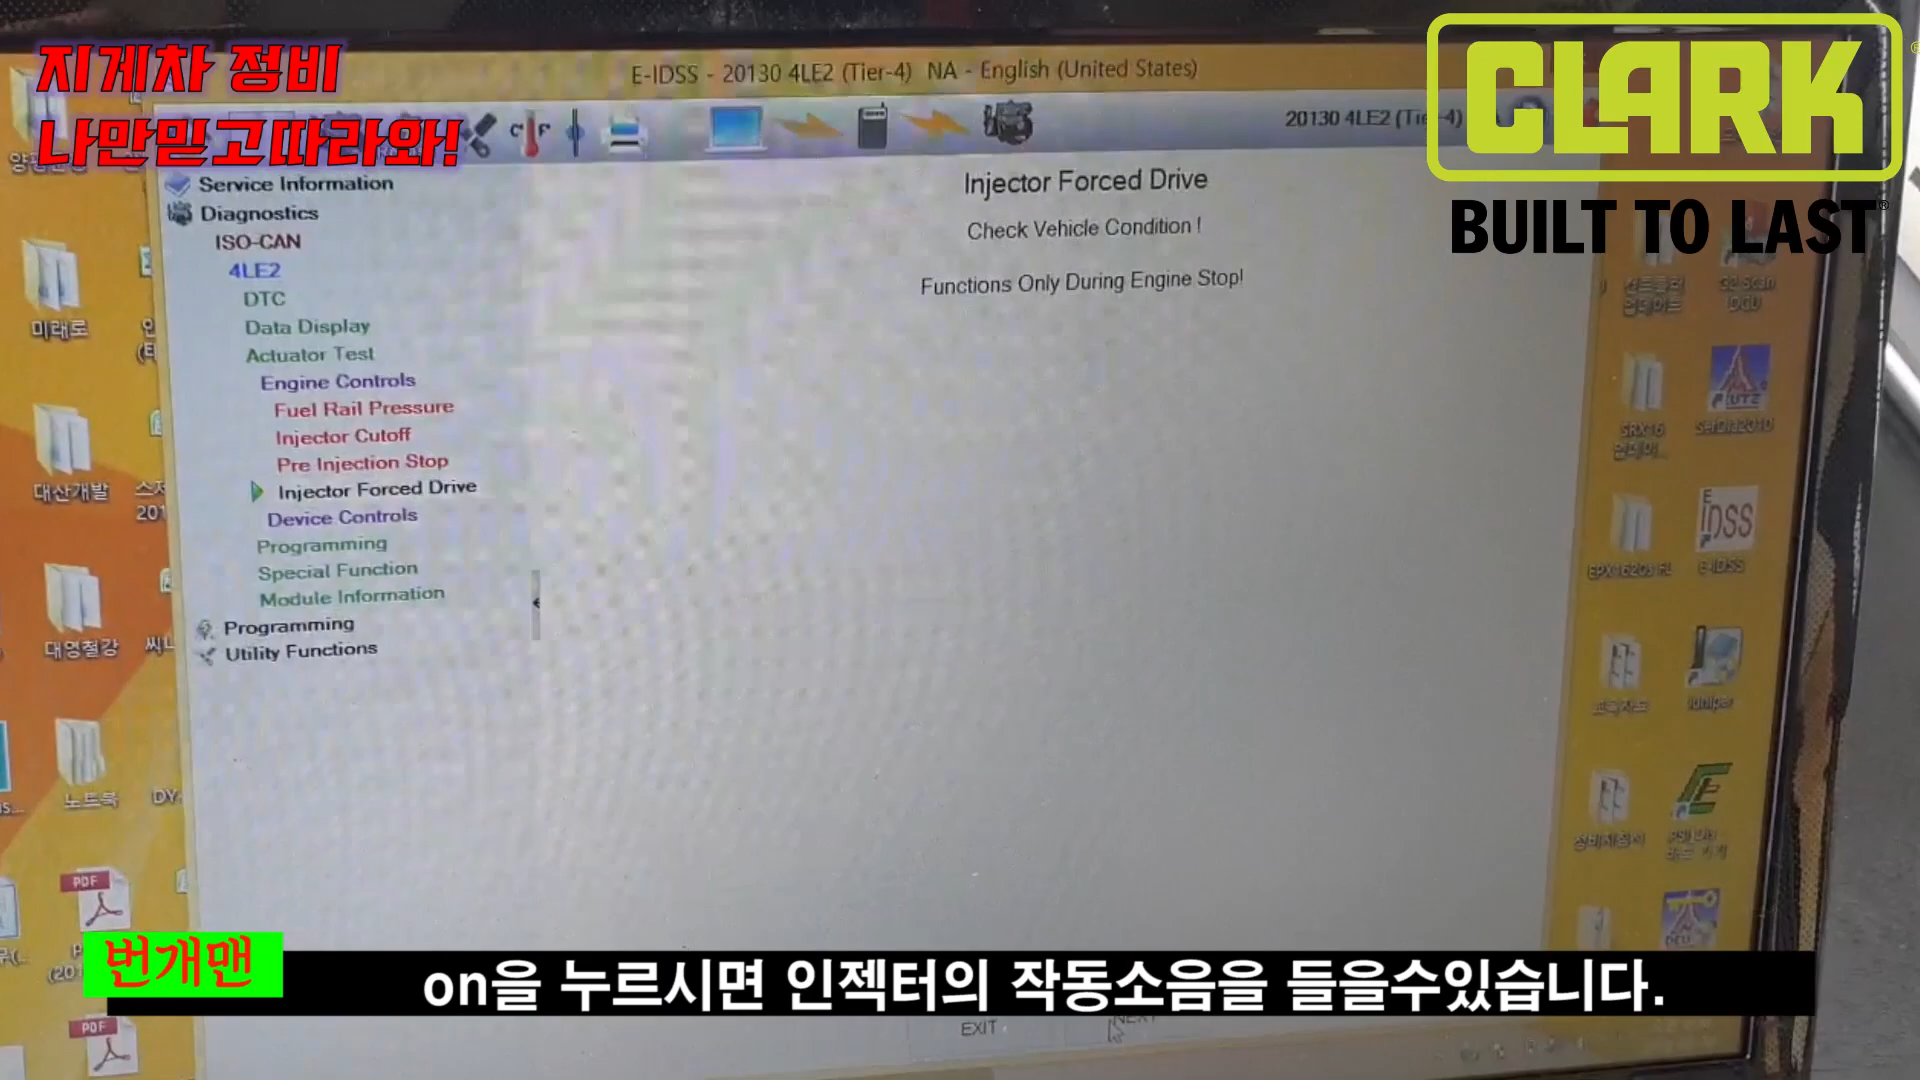 지게차 정비
나만믿고따라와!
E-IDSS - 20130 4LE2 (Tier-4) NA - English (United States)
20130 4LE2 (Tier-4)
CLARK
BUILT TO LAST
Service Information
Diagnostics
ISO-CAN
4LE2
DTC
Data Display
Actuator Test
Engine Controls
Fuel Rail Pressure
Injector Cutoff
Pre Injection Stop
Injector Forced Drive
Device Controls
Programming
Special Function
Module Information
Programming
Utility Functions
Injector Forced Drive
Check Vehicle Condition !
Functions Only During Engine Stop!
미래로
대산개발
대영철강
노트북
PDF
PDF
SerDia2010
E-IDSS
EXIT
NEXT
번개맨
on을 누르시면 인젝터의 작동소음을 들을수있습니다.